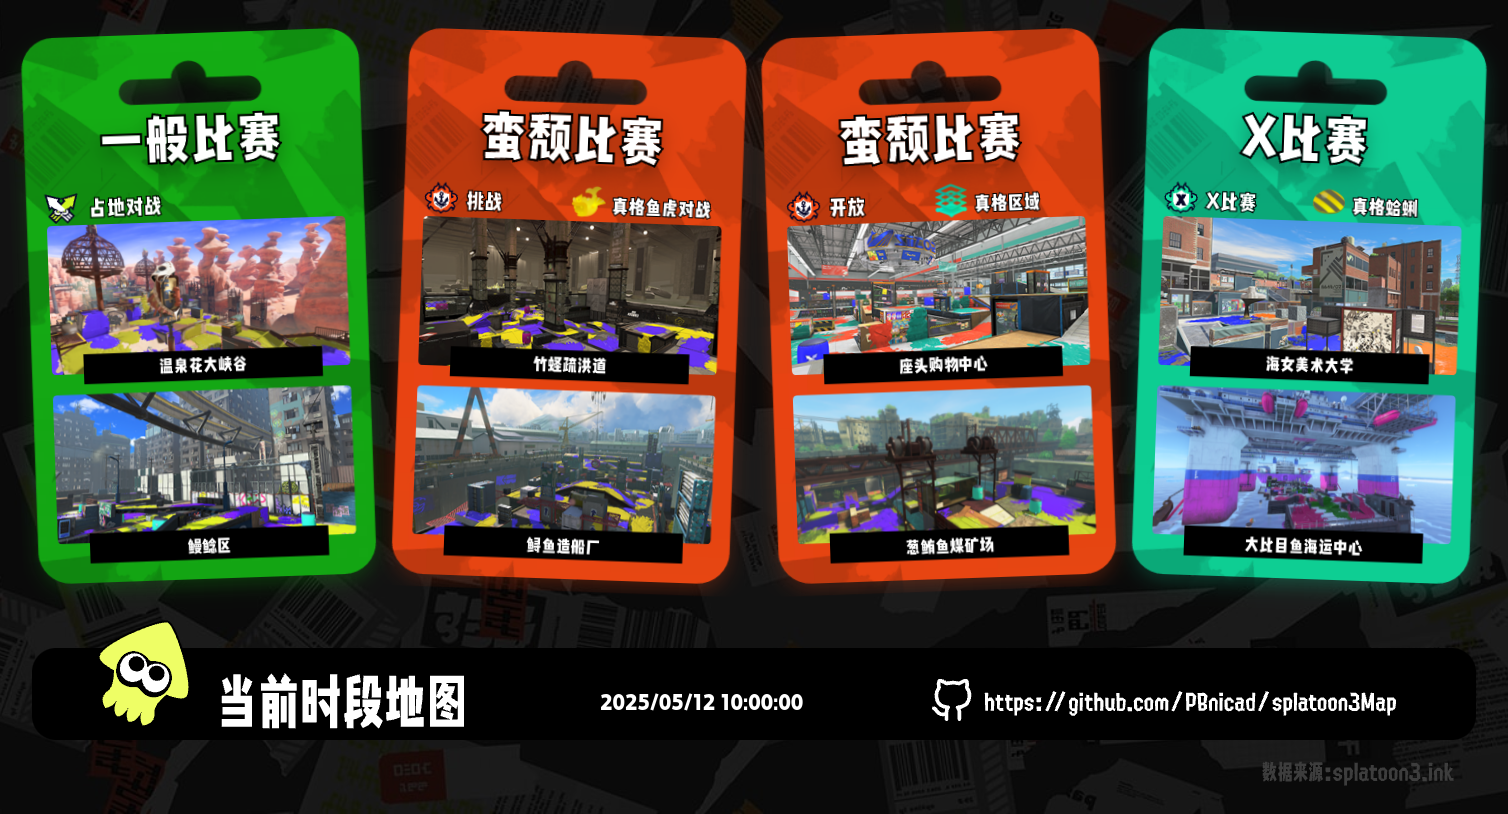 一般比赛
占地对战
温泉花大峡谷
鳗鲶区
蛮颓比赛
挑战
真格鱼虎对战
竹蛏疏洪道
鲟鱼造船厂
蛮颓比赛
开放
真格区域
座头购物中心
葱鲔鱼煤矿场
X比赛
X比赛
真格蛤蜊
海女美术大学
大比目鱼海运中心
当前时段地图
2025/05/12 10:00:00
https://github.com/PBnicad/splatoon3Map
数据来源:splatoon3.ink